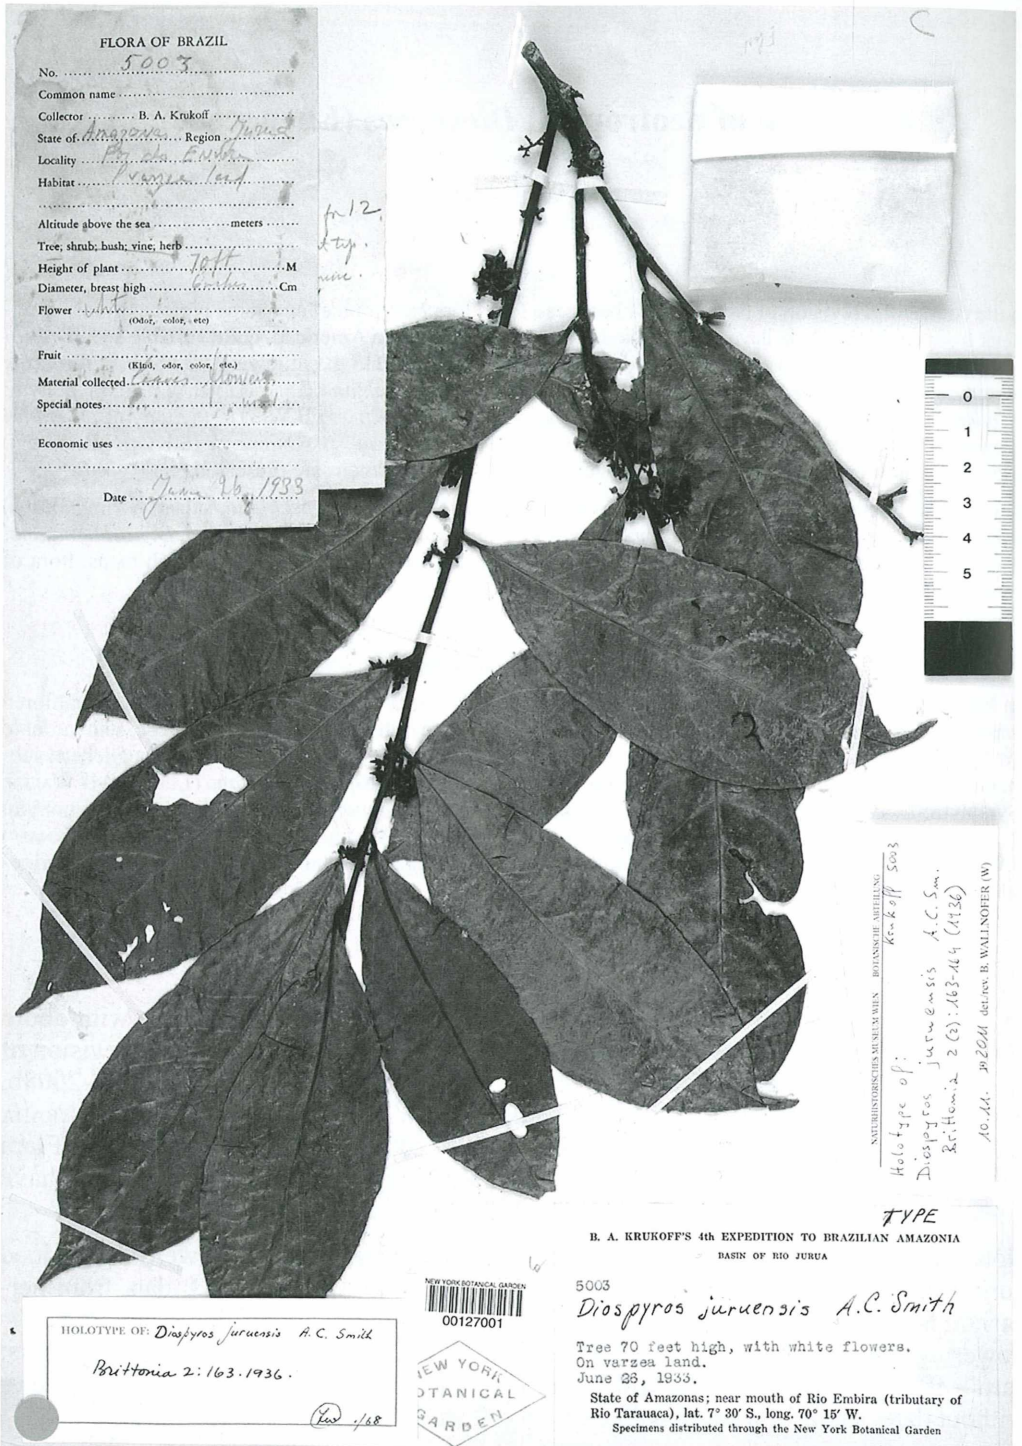 FLORA OF BRAZIL
No. 5003
Common name
Collector B. A. Krukoff
State of Amazonas Region Juruá
Locality
Habitat Varzea land
Altitude above the sea meters
Tree; shrub; bush; vine; herb
Height of plant 70 ft M
Diameter, breast high Cm
Flower
(Odor, color, etc)
Fruit
(Kind, odor, color, etc.)
Material collected leaves flowers
Special notes
Economic uses
Date June 26, 1933
0
1
2
3
4
5
NATURHISTORISCHES MUSEUM WIEN BOTANISCHE ABTEILUNG
Holotype of: Krukoff 5003
Diospyros juruensis A.C.Sm.
Brittonia 2(2):163-164 (1936)
10.11. 2011 det./rev. B. WALLNÖFER (W)
TYPE
B. A. KRUKOFF'S 4th EXPEDITION TO BRAZILIAN AMAZONIA
BASIN OF RIO JURUA
5003
Diospyros juruensis A.C. Smith
Tree 70 feet high, with white flowers.
On varzea land.
June 26, 1933.
State of Amazonas; near mouth of Rio Embira (tributary of
Rio Tarauaca), lat. 7° 30' S., long. 70° 15' W.
Specimens distributed through the New York Botanical Garden
NEW YORK BOTANICAL GARDEN
00127001
NEW YORK
BOTANICAL
GARDEN
HOLOTYPE OF: Diospyros juruensis A. C. Smith
Brittonia 2:163.1936.
/68